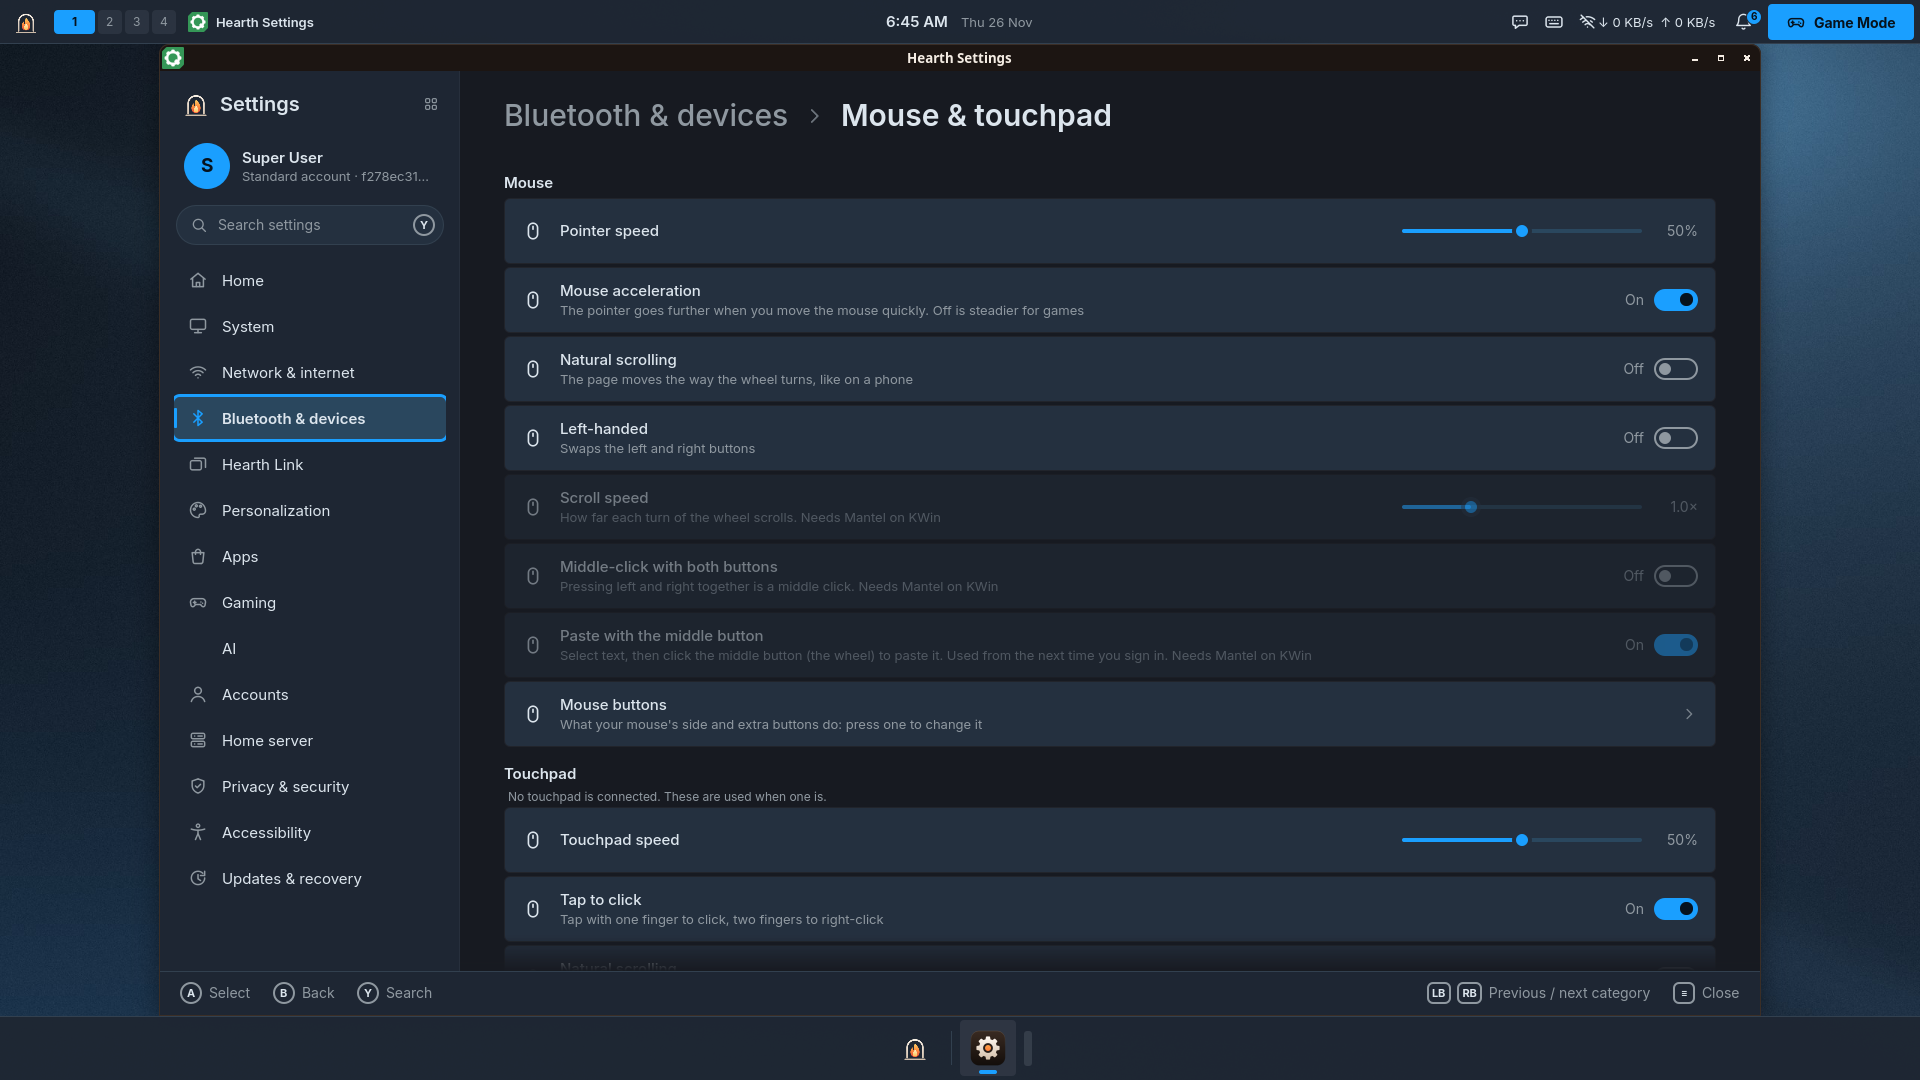 1 2 3 4 Hearth Settings
6:45 AM Thu 26 Nov
↓ 0 KB/s ↑ 0 KB/s
6
Game Mode
Hearth Settings
Settings
S
Super User
Standard account · f278ec31...
Search settings
Y
Home
System
Network & internet
Bluetooth & devices
Hearth Link
Personalization
Apps
Gaming
AI
Accounts
Home server
Privacy & security
Accessibility
Updates & recovery
Bluetooth & devices > Mouse & touchpad
Mouse
Pointer speed
50%
Mouse acceleration
The pointer goes further when you move the mouse quickly. Off is steadier for games
On
Natural scrolling
The page moves the way the wheel turns, like on a phone
Off
Left-handed
Swaps the left and right buttons
Off
Scroll speed
How far each turn of the wheel scrolls. Needs Mantel on KWin
1.0×
Middle-click with both buttons
Pressing left and right together is a middle click. Needs Mantel on KWin
Off
Paste with the middle button
Select text, then click the middle button (the wheel) to paste it. Used from the next time you sign in. Needs Mantel on KWin
On
Mouse buttons
What your mouse's side and extra buttons do: press one to change it
Touchpad
No touchpad is connected. These are used when one is.
Touchpad speed
50%
Tap to click
Tap with one finger to click, two fingers to right-click
On
Natural scrolling
A Select B Back Y Search
LB RB Previous / next category ≡ Close